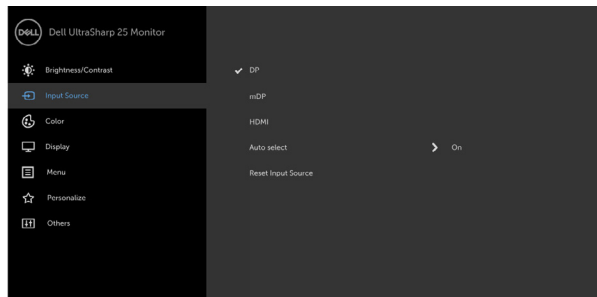 DELL
Dell UltraSharp 25 Monitor
Brightness/Contrast
Input Source
Color
Display
Menu
Personalize
Others
DP
mDP
HDMI
Auto select On
Reset Input Source